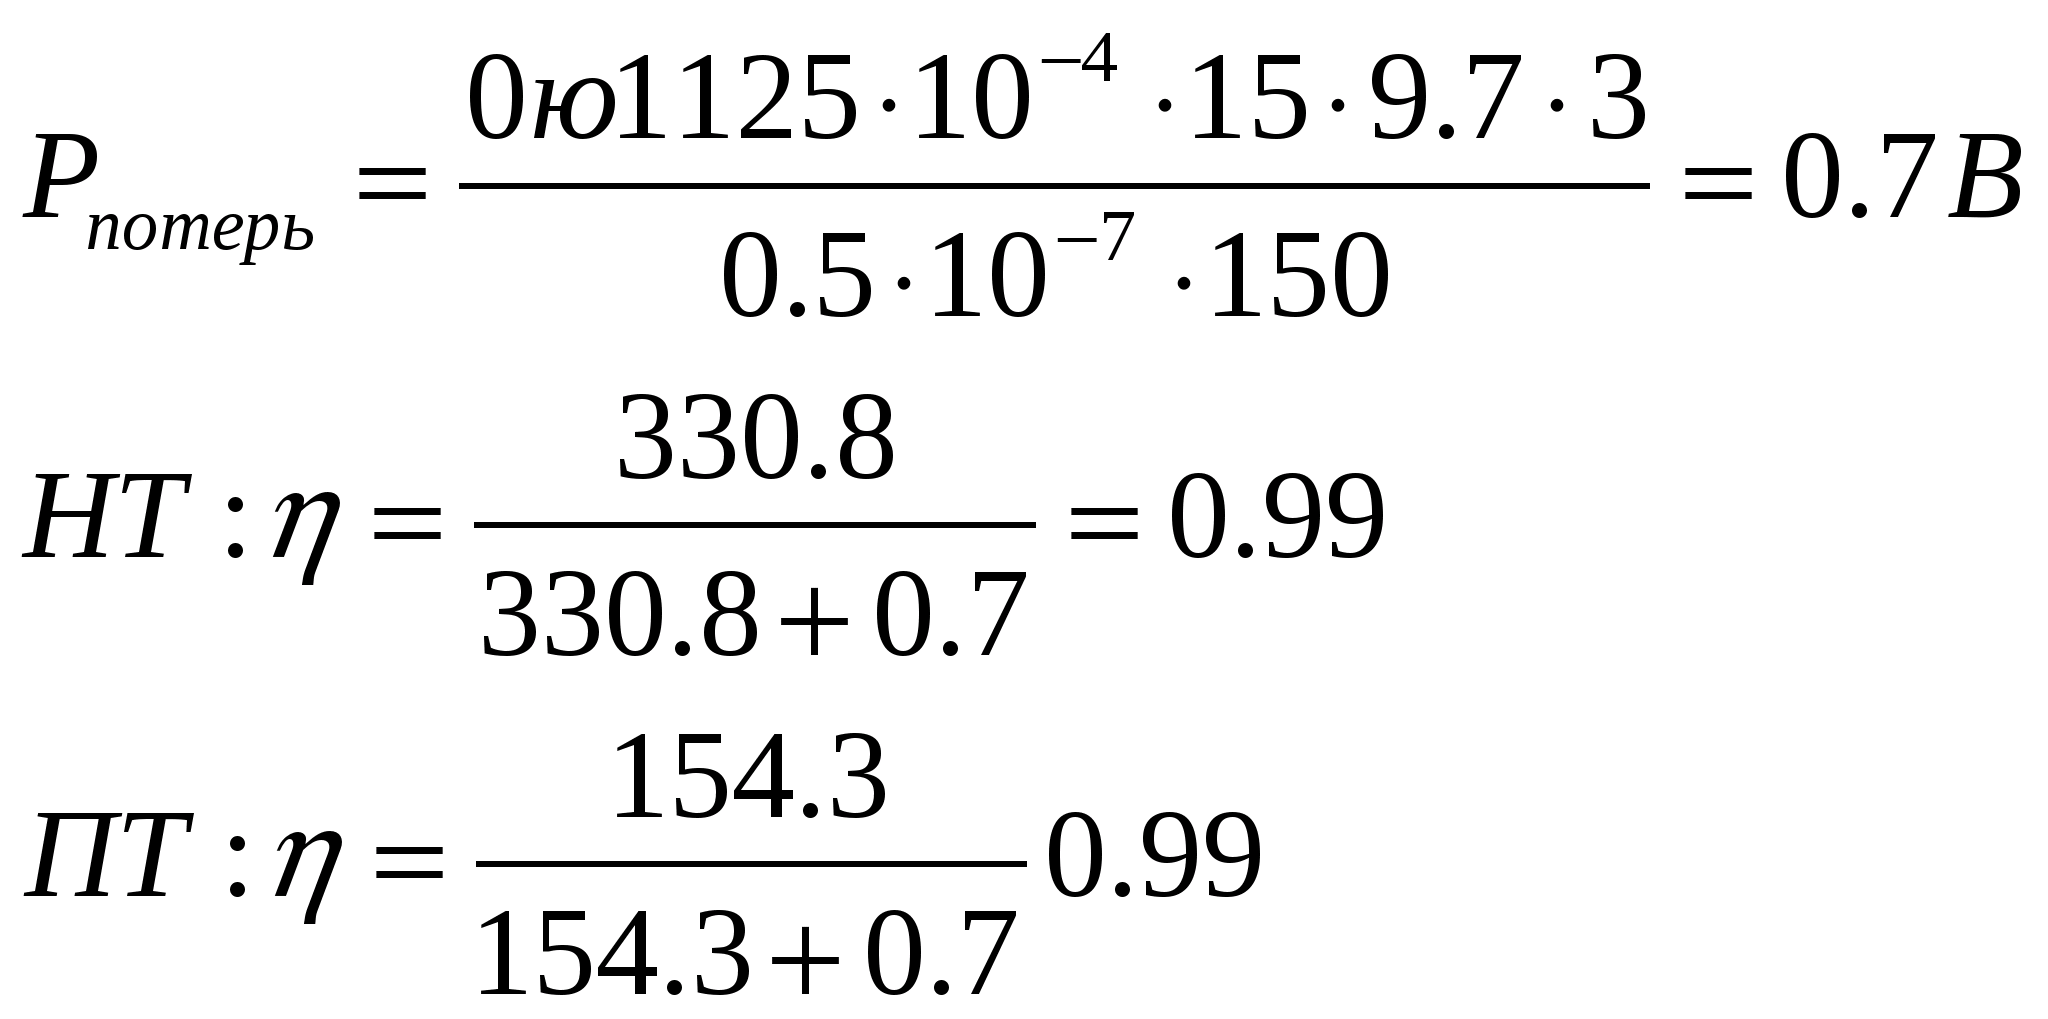 P_потерь = (0ю1125·10^−4 ·15·9.7·3)/(0.5·10^−7 ·150) = 0.7В
НТ : η = (330.8)/(330.8 + 0.7) = 0.99
ПТ : η = (154.3)/(154.3 + 0.7) 0.99